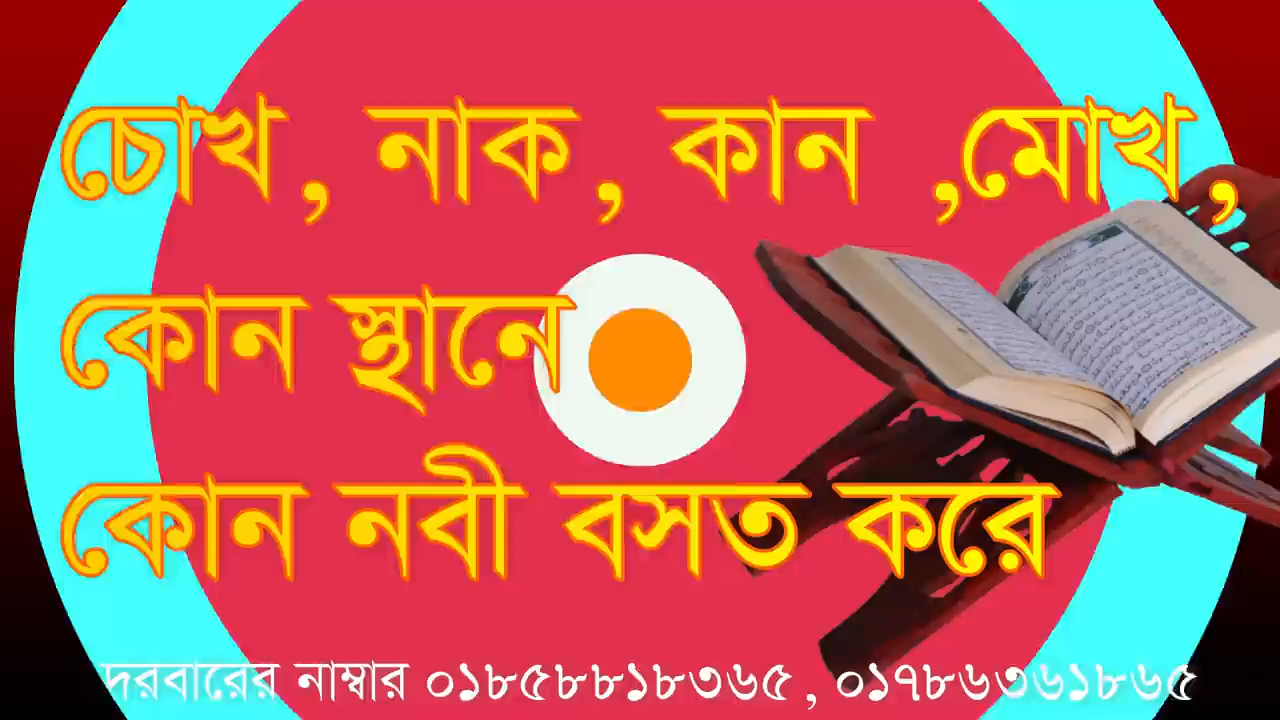 চোখ, নাক, কান ,মোখ,
কোন স্থানে
কোন নবী বসত করে
দরবারের নাম্বার ০১৮৫৮৮১৮৩৬৫, ০১৭৮৬৩৬১৮৬৫